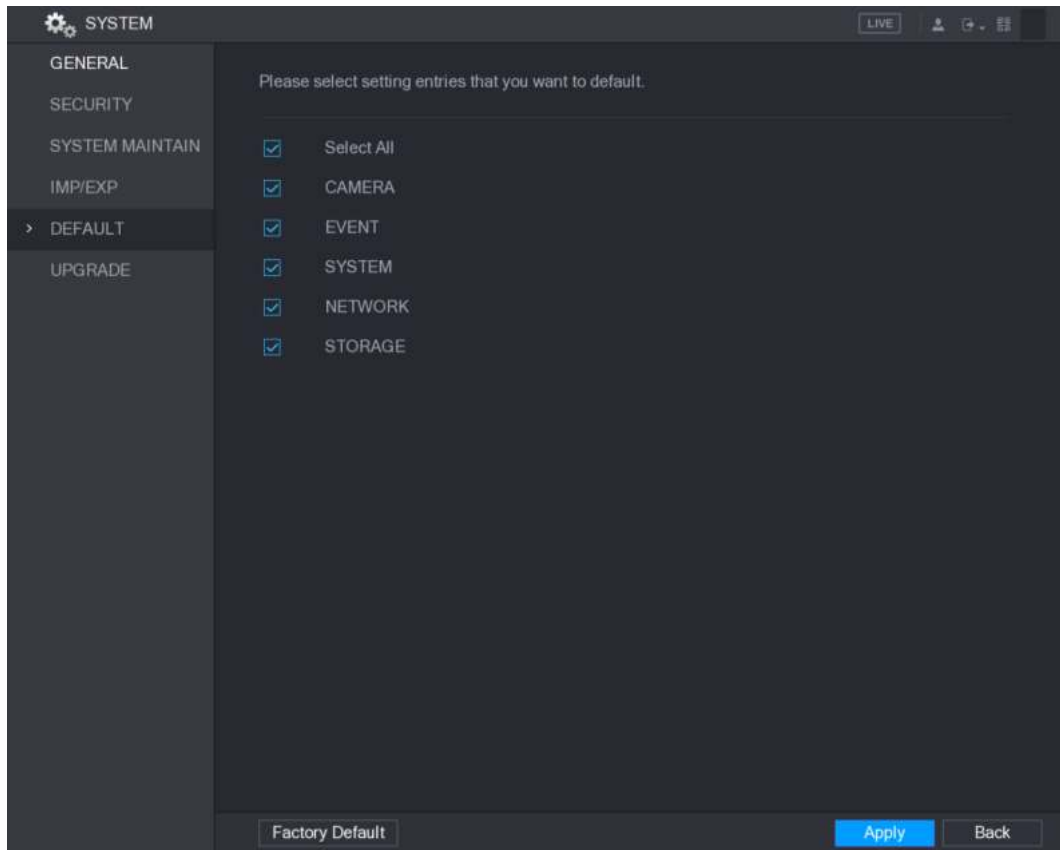 SYSTEM
LIVE
GENERAL
SECURITY
SYSTEM MAINTAIN
IMP/EXP
DEFAULT
UPGRADE
Please select setting entries that you want to default.
Select All
CAMERA
EVENT
SYSTEM
NETWORK
STORAGE
Factory Default
Apply
Back